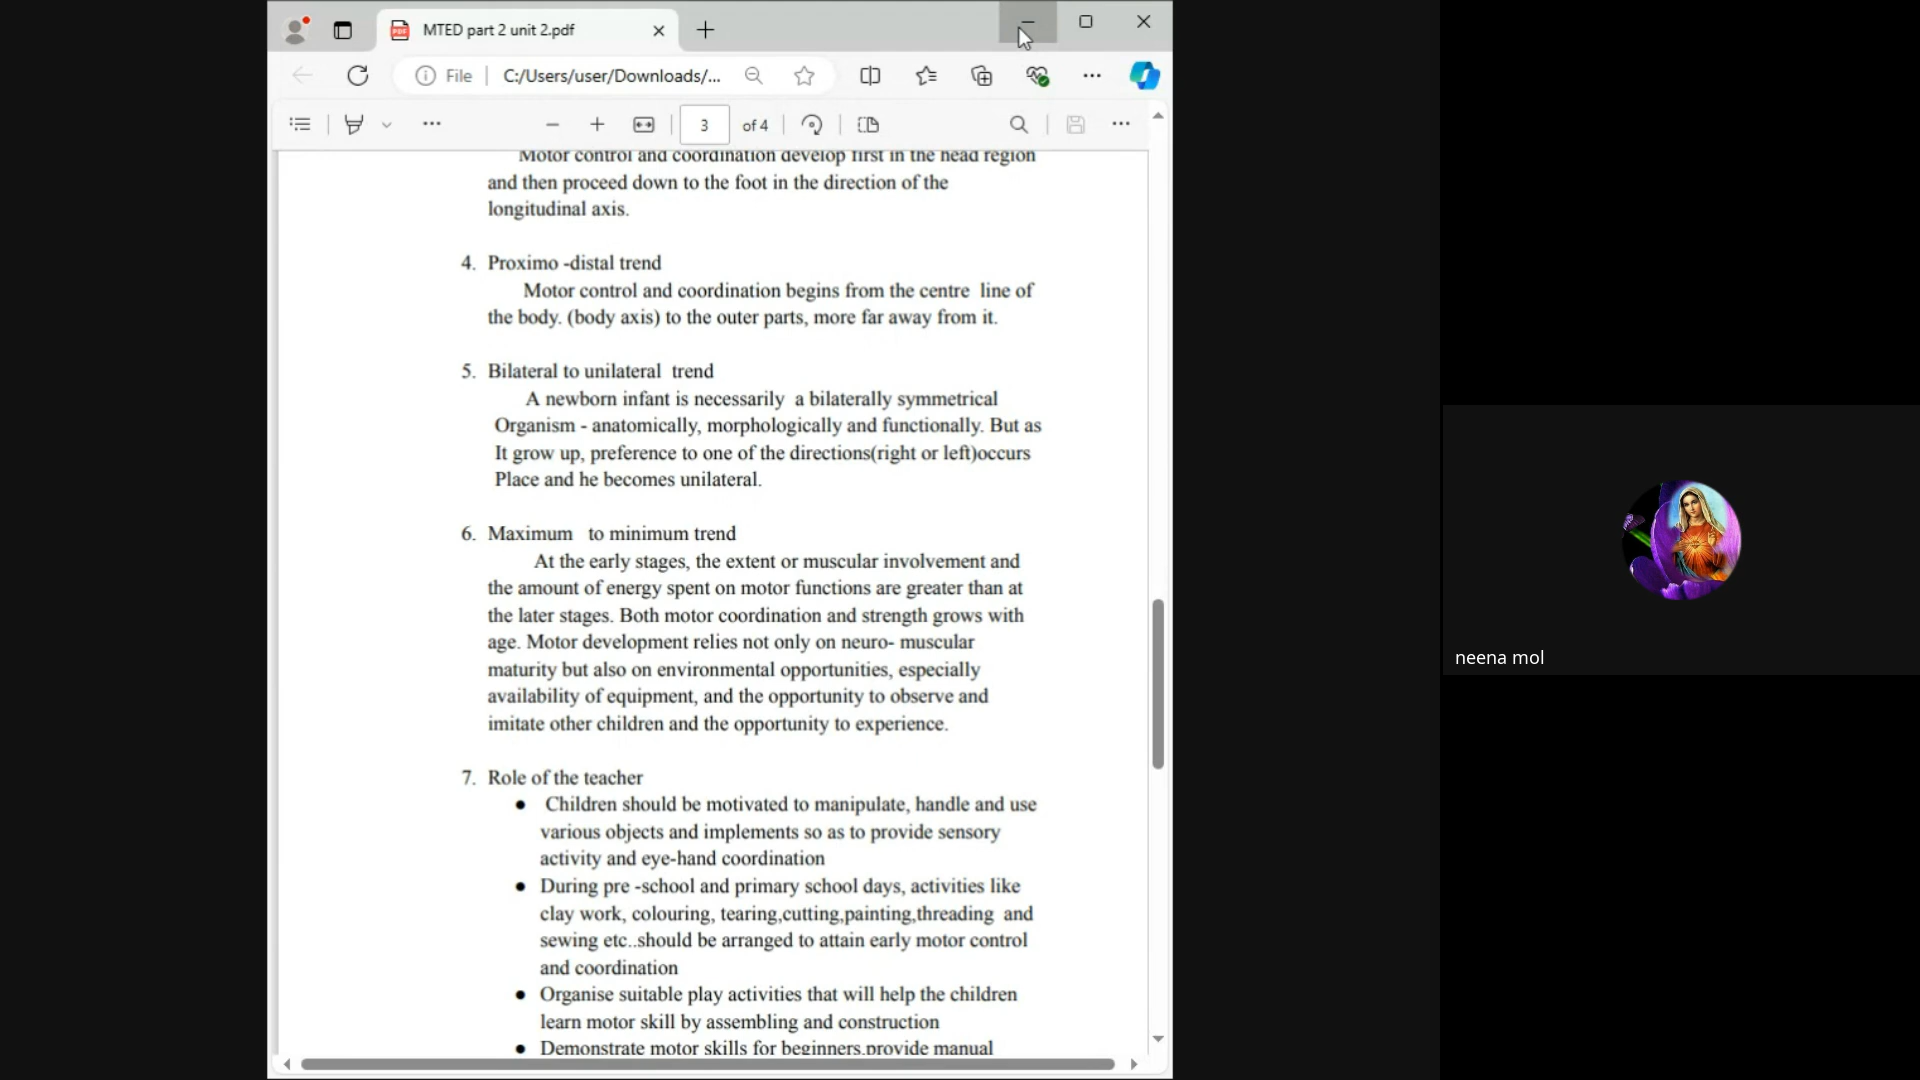 MTED part 2 unit 2.pdf
File
C:/Users/user/Downloads/...
3 of 4
Motor control and coordination develop first in the head region
and then proceed down to the foot in the direction of the
longitudinal axis.
4. Proximo -distal trend
Motor control and coordination begins from the centre line of
the body. (body axis) to the outer parts, more far away from it.
5. Bilateral to unilateral trend
A newborn infant is necessarily a bilaterally symmetrical
Organism - anatomically, morphologically and functionally. But as
It grow up, preference to one of the directions(right or left)occurs
Place and he becomes unilateral.
6. Maximum to minimum trend
At the early stages, the extent or muscular involvement and
the amount of energy spent on motor functions are greater than at
the later stages. Both motor coordination and strength grows with
age. Motor development relies not only on neuro- muscular
maturity but also on environmental opportunities, especially
availability of equipment, and the opportunity to observe and
imitate other children and the opportunity to experience.
7. Role of the teacher
● Children should be motivated to manipulate, handle and use
various objects and implements so as to provide sensory
activity and eye-hand coordination
● During pre -school and primary school days, activities like
clay work, colouring, tearing,cutting,painting,threading and
sewing etc..should be arranged to attain early motor control
and coordination
● Organise suitable play activities that will help the children
learn motor skill by assembling and construction
● Demonstrate motor skills for beginners,provide manual
neena mol